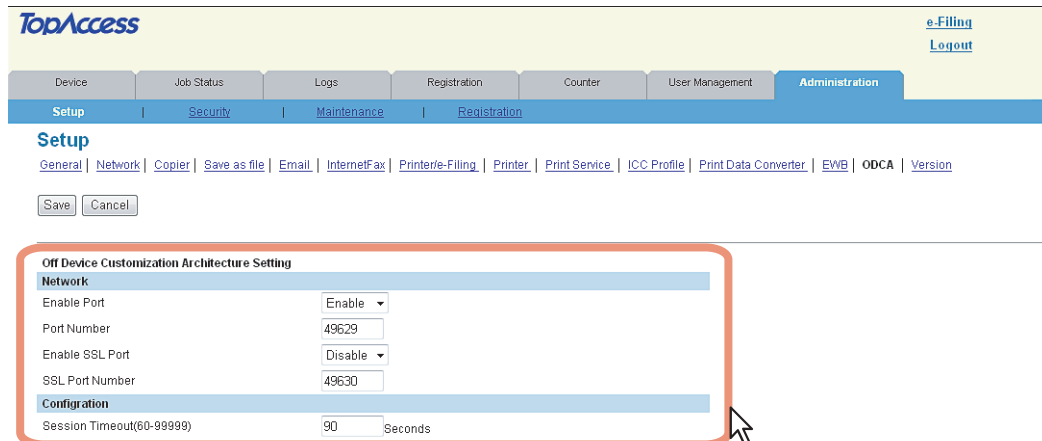 TopAccess
e-Filing
Logout
Device Job Status Logs Registration Counter User Management Administration
Setup | Security | Maintenance | Registration
Setup
General | Network | Copier | Save as file | Email | InternetFax | Printer/e-Filing | Printer | Print Service | ICC Profile | Print Data Converter | EWB | ODCA | Version
Save Cancel
Off Device Customization Architecture Setting
Network
Enable Port Enable
Port Number 49629
Enable SSL Port Disable
SSL Port Number 49630
Configration
Session Timeout(60-99999) 90 Seconds